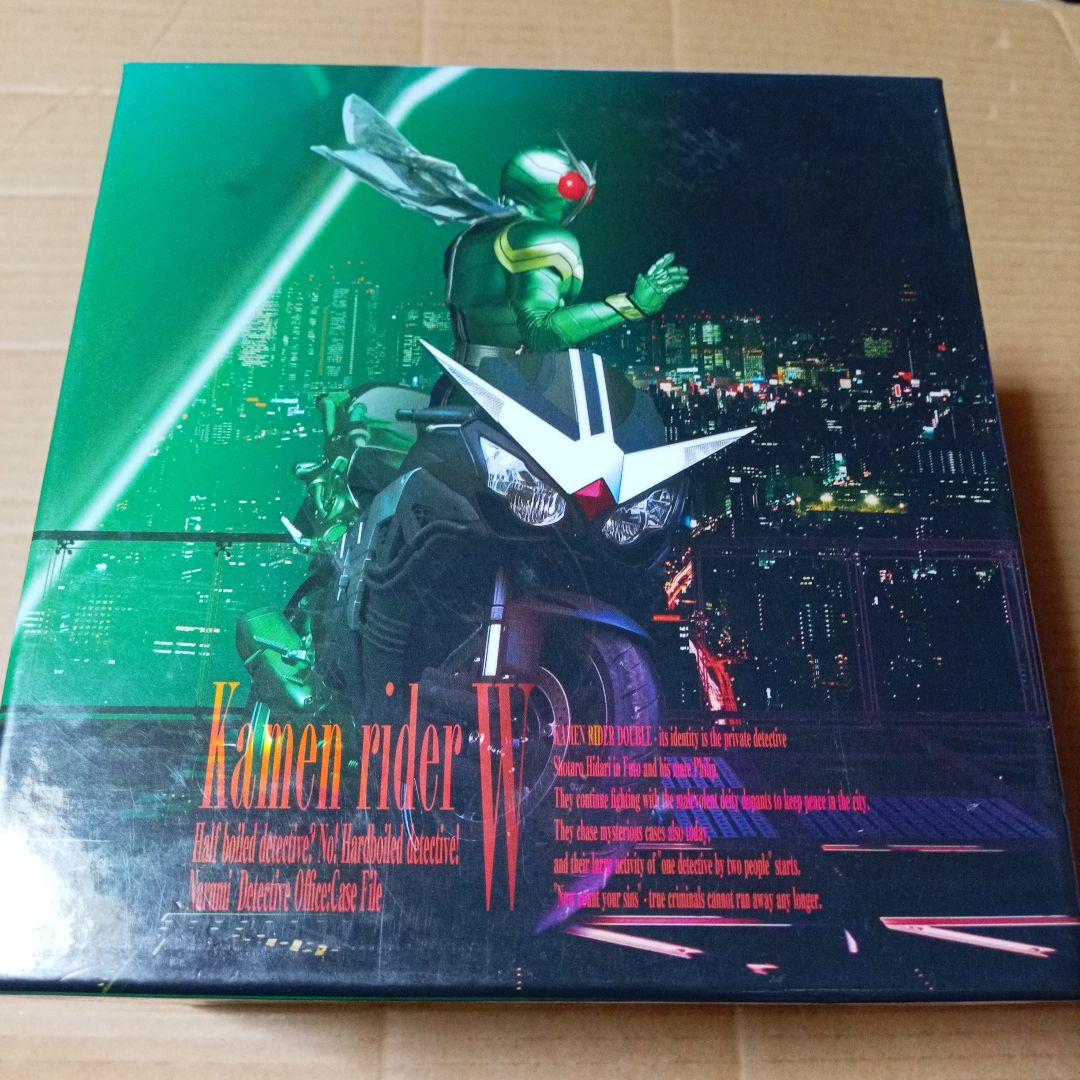 Kamen rider W
Half boiled detective? No! Hardboiled detective!
Narumi Detective Office:Case File
KAMEN RIDER DOUBLE - its identity is the private detective
Shotaro Hidari in Futo and his mate Philip.
They continue fighting with the malevolent deity dopants to keep peace in the city.
They chase mysterious cases also today,
and their large activity of "one detective by two people" starts.
"Now count your sins" - true criminals cannot run away any longer.